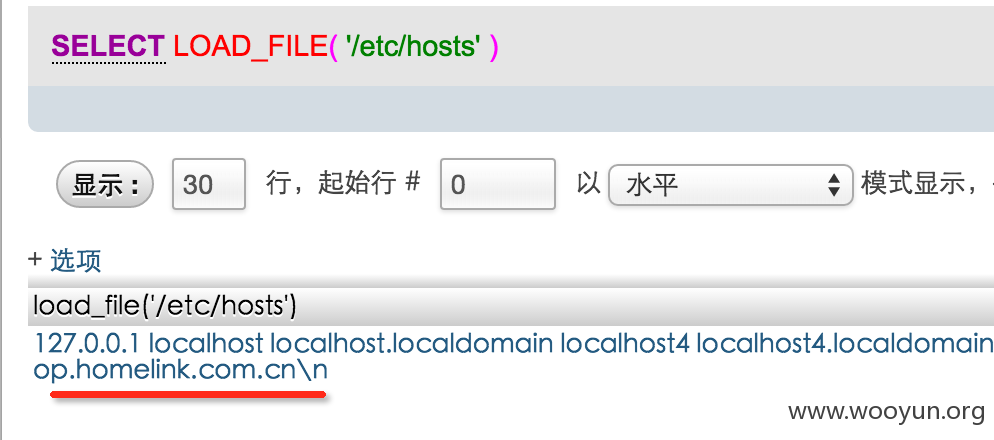 SELECT LOAD_FILE( '/etc/hosts' )
显示 : 30 行，起始行 # 0 以 水平 模式显示，
+ 选项
load_file('/etc/hosts')
127.0.0.1 localhost localhost.localdomain localhost4 localhost4.localdomain
op.homelink.com.cn\n
www.wooyun.org